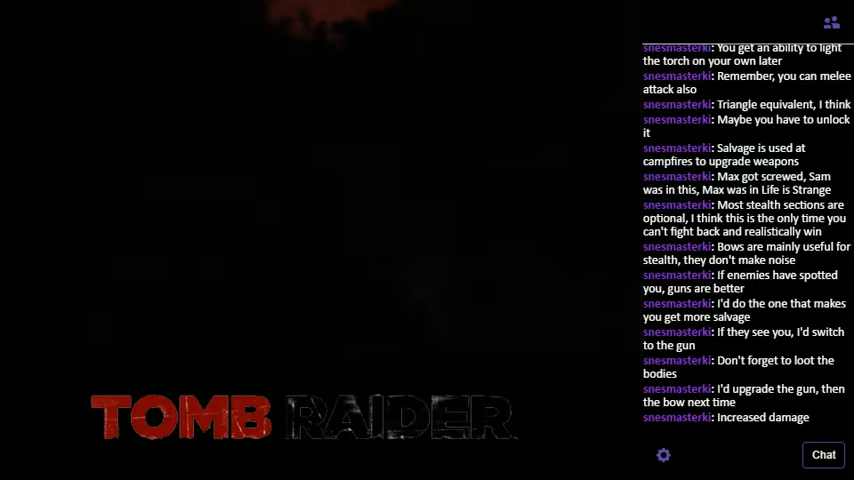 snesmasterki: You get an ability to light
the torch on your own later
snesmasterki: Remember, you can melee
attack also
snesmasterki: Triangle equivalent, I think
snesmasterki: Maybe you have to unlock
it
snesmasterki: Salvage is used at
campfires to upgrade weapons
snesmasterki: Max got screwed, Sam
was in this, Max was in Life is Strange
snesmasterki: Most stealth sections are
optional, I think this is the only time you
can't fight back and realistically win
snesmasterki: Bows are mainly useful for
stealth, they don't make noise
snesmasterki: If enemies have spotted
you, guns are better
snesmasterki: I'd do the one that makes
you get more salvage
snesmasterki: If they see you, I'd switch
to the gun
snesmasterki: Don't forget to loot the
bodies
snesmasterki: I'd upgrade the gun, then
the bow next time
snesmasterki: Increased damage
TOMB RAIDER
Chat